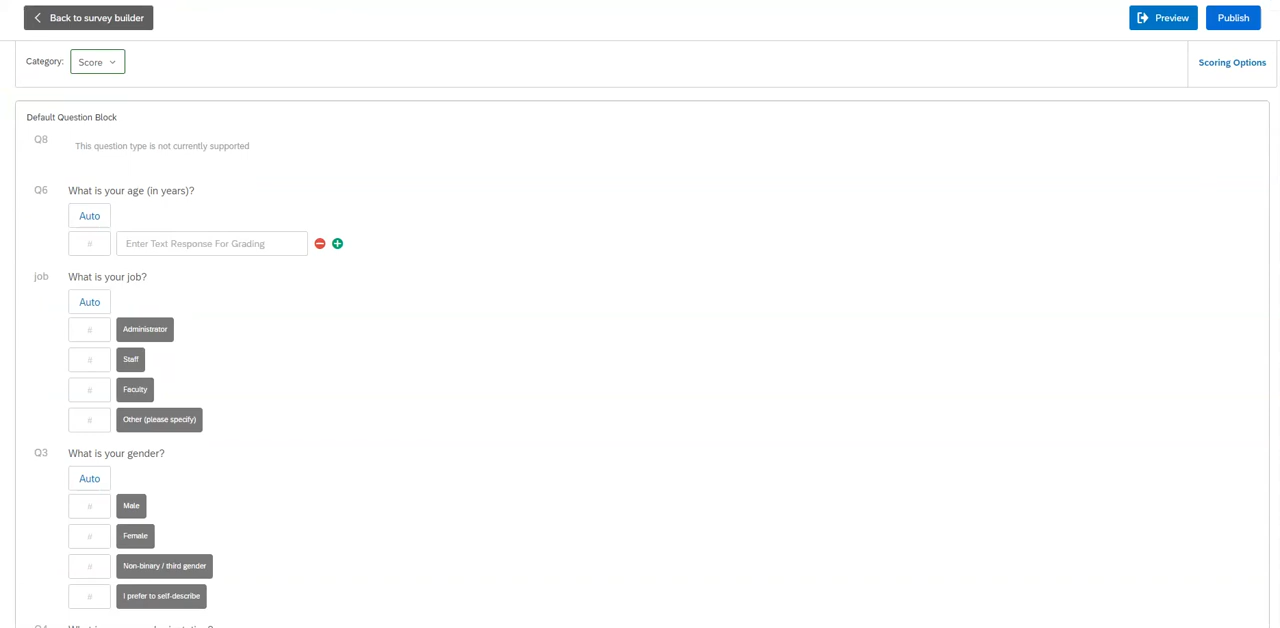 Back to survey builder
Preview
Publish
Category:
Score
Scoring Options
Default Question Block
Q8
This question type is not currently supported
Q6
What is your age (in years)?
Auto
#
Enter Text Response For Grading
job
What is your job?
Auto
#
Administrator
#
Staff
#
Faculty
#
Other (please specify)
Q3
What is your gender?
Auto
#
Male
#
Female
#
Non-binary / third gender
#
I prefer to self-describe